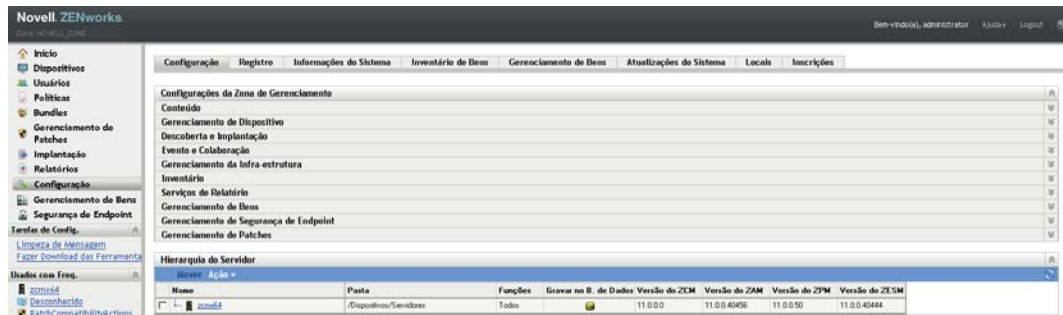 Novell ZENworks.
Zona: NOVELL_ZONE
Bem-vindo(a), administrator Ajuda Logout
Início
Dispositivos
Usuários
Políticas
Bundles
Gerenciamento de
Patches
Implantação
Relatórios
Configuração
Gerenciamento de Bens
Segurança de Endpoint
Tarefas de Config.
Limpeza de Mensagem
Fazer Download das Ferramenta
Usados com Freq.
zcmx64
Desconhecido
PatchCompatibilityActions
Configuração Registro Informações do Sistema Inventário de Bens Gerenciamento de Bens Atualizações do Sistema Locais Inscrições
Configurações da Zona de Gerenciamento
Conteúdo
Gerenciamento de Dispositivo
Descoberta e Implantação
Evento e Colaboração
Gerenciamento da Infra-estrutura
Inventário
Serviços de Relatório
Gerenciamento de Bens
Gerenciamento de Segurança de Endpoint
Gerenciamento de Patches
Hierarquia do Servidor
Mover Ação
Nome Pasta Funções Gravar no B. de Dados Versão do ZCM Versão do ZAM Versão do ZPM Versão do ZESM
zcmx64 /Dispositivos/Servidores Todos 11.0.0.0 11.0.0.40456 11.0.0.50 11.0.0.40444